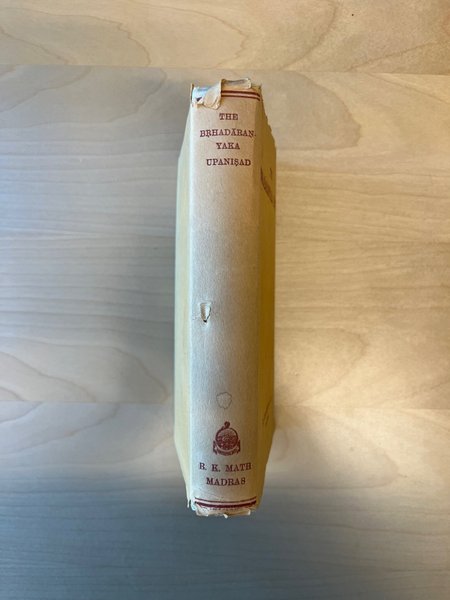 THE
BṚHADĀRAN-
YAKA
UPANIṢAD
R. K. MATH
MADRAS